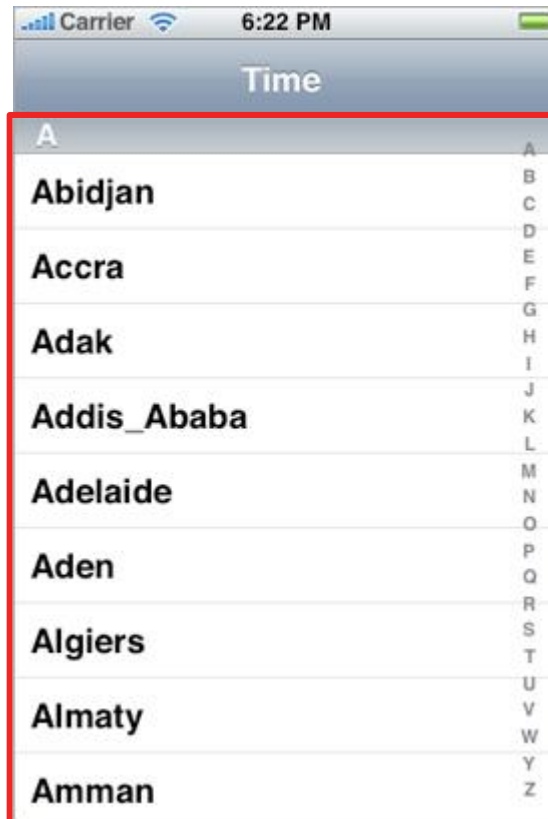 Carrier 6:22 PM
Time
A
Abidjan
Accra
Adak
Addis_Ababa
Adelaide
Aden
Algiers
Almaty
Amman
A
B
C
D
E
F
G
H
I
J
K
L
M
N
O
P
Q
R
S
T
U
V
W
Y
Z